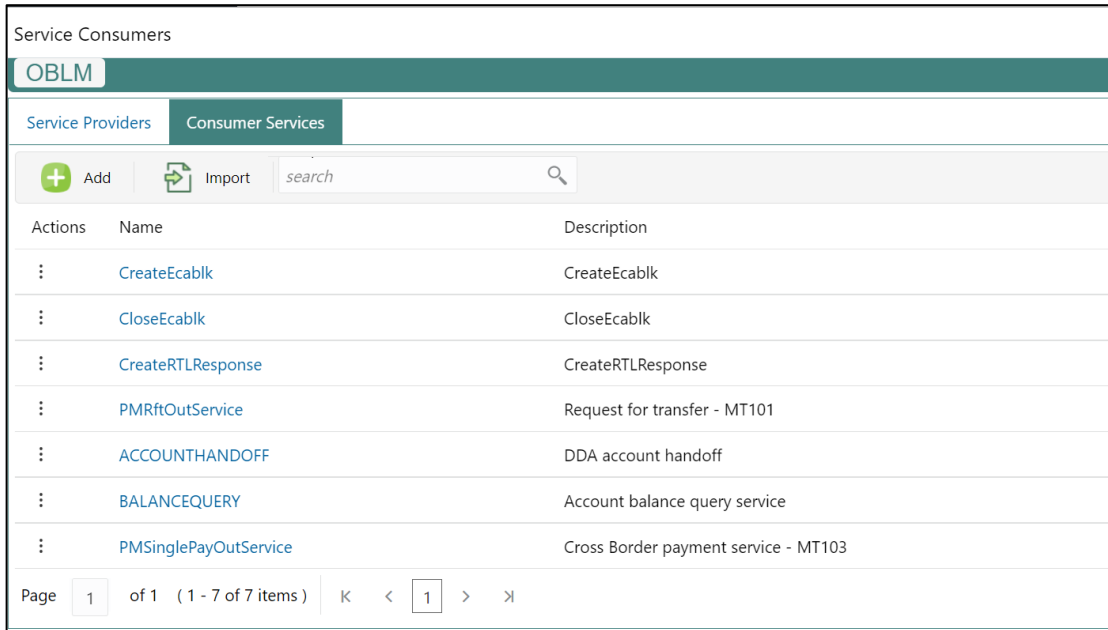 Service Consumers
OBLM
Service Providers Consumer Services
Add Import search
Actions Name Description
CreateEcablk CreateEcablk
CloseEcablk CloseEcablk
CreateRTLResponse CreateRTLResponse
PMRftOutService Request for transfer - MT101
ACCOUNTHANDOFF DDA account handoff
BALANCEQUERY Account balance query service
PMSinglePayOutService Cross Border payment service - MT103
Page 1 of 1 ( 1 - 7 of 7 items ) 1